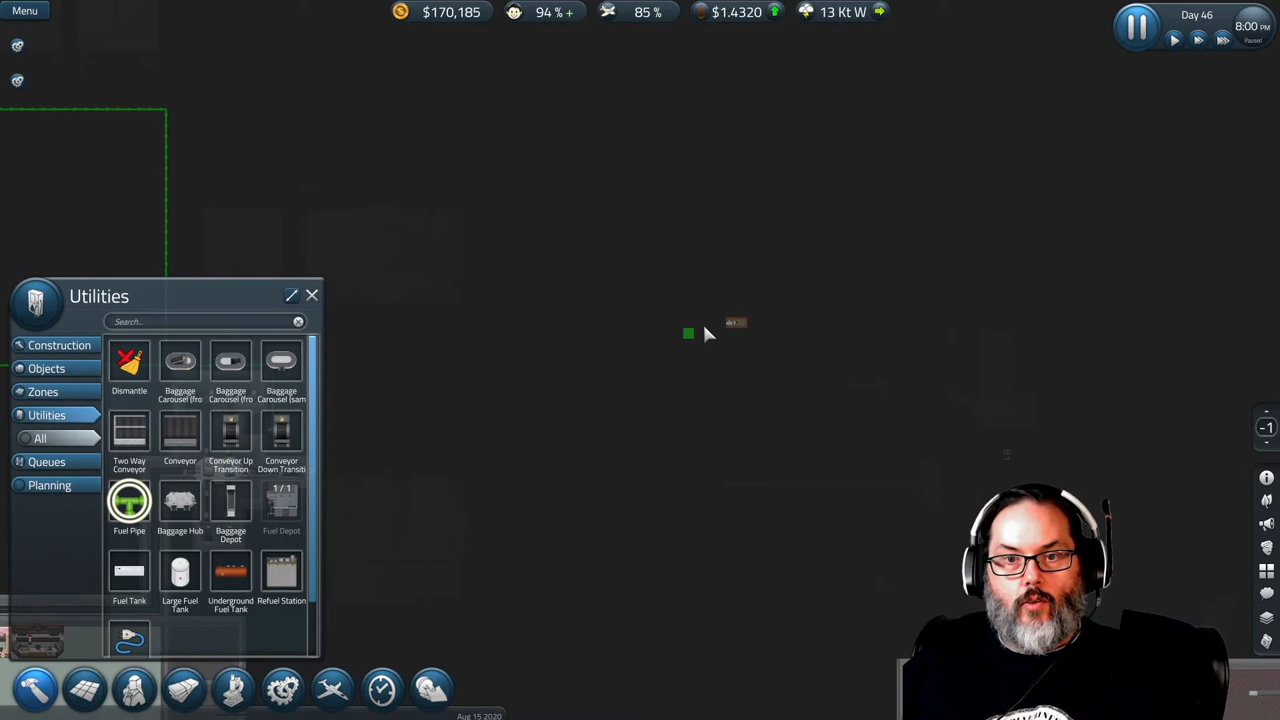 Menu
$170,185
94 % +
85 %
$1.4320
13 Kt W
Day 46
8:00 PM
Paused
Utilities
Search...
Construction
Objects
Zones
Utilities
All
Queues
Planning
Dismantle
Baggage Carousel (fro
Baggage Carousel (fro
Baggage Carousel (sam
Two Way Conveyor
Conveyor
Conveyor Up Transition
Conveyor Down Transiti
Fuel Pipe
Baggage Hub
Baggage Depot
1 / 1
Fuel Depot
Fuel Tank
Large Fuel Tank
Underground Fuel Tank
Refuel Station
-1
Aug 15 2020